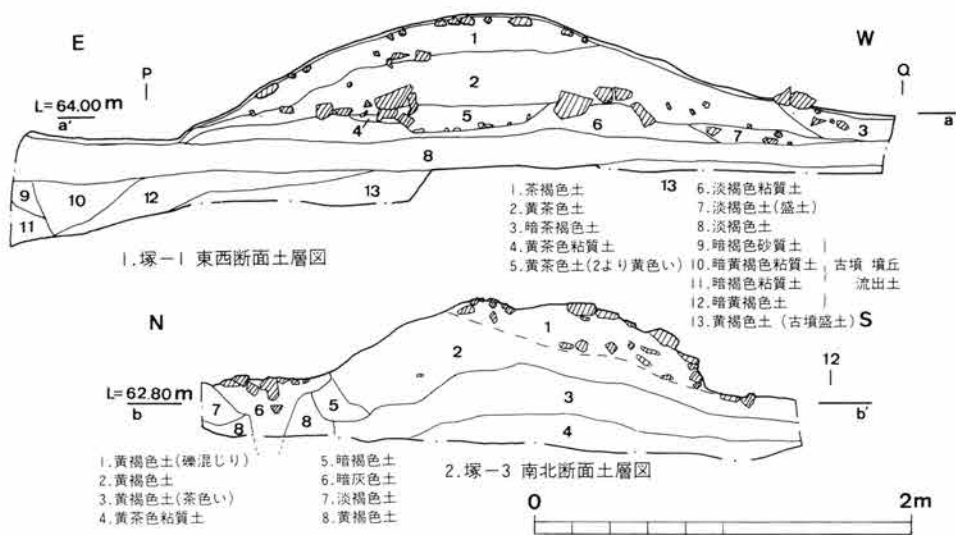 E
W
P
Q
L=64.00m
a'
a
1
2
3
4
5
6
7
8
9
10
11
12
13
13
1.茶褐色土
2.黄茶色土
3.暗茶褐色土
4.黄茶色粘質土
5.黄茶色土(2より黄色い)
6.淡褐色粘質土
7.淡褐色土(盛土)
8.淡褐色土
9.暗褐色砂質土
10.暗黄褐色粘質土 古墳 墳丘
11.暗褐色粘質土 流出土
12.暗黄褐色土
13.黄褐色土(古墳盛土)
1.塚-1 東西断面土層図
N
S
12
L=62.80m
b
b'
1
2
3
4
5
6
7
8
8
1.黄褐色土(礫混じり)
2.黄褐色土
3.黄褐色土(茶色い)
4.黄茶色粘質土
5.暗褐色土
6.暗灰色土
7.淡褐色土
8.黄褐色土
2.塚-3 南北断面土層図
0 2m